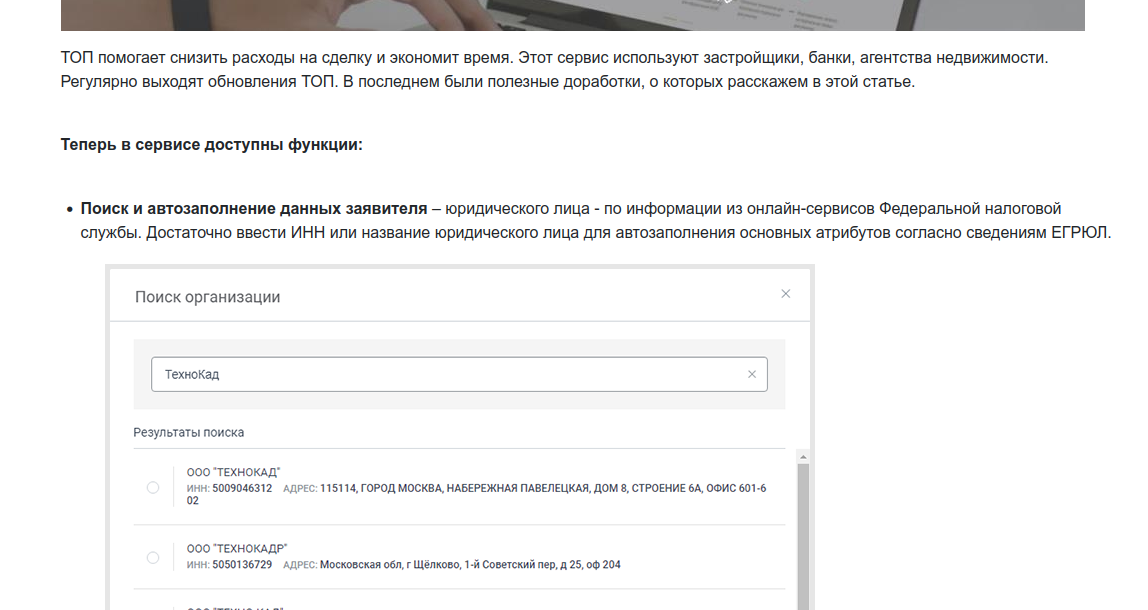 ТОП помогает снизить расходы на сделку и экономит время. Этот сервис используют застройщики, банки, агентства недвижимости.
Регулярно выходят обновления ТОП. В последнем были полезные доработки, о которых расскажем в этой статье.
Теперь в сервисе доступны функции:
• Поиск и автозаполнение данных заявителя – юридического лица - по информации из онлайн-сервисов Федеральной налоговой
службы. Достаточно ввести ИНН или название юридического лица для автозаполнения основных атрибутов согласно сведениям ЕГРЮЛ.
Поиск организации
ТехноКад
Результаты поиска
ООО "ТЕХНОКАД"
ИНН: 5009046312 АДРЕС: 115114, ГОРОД МОСКВА, НАБЕРЕЖНАЯ ПАВЕЛЕЦКАЯ, ДОМ 8, СТРОЕНИЕ 6А, ОФИС 601-6
02
ООО "ТЕХНОКАДР"
ИНН: 5050136729 АДРЕС: Московская обл, г Щёлково, 1-й Советский пер, д 25, оф 204